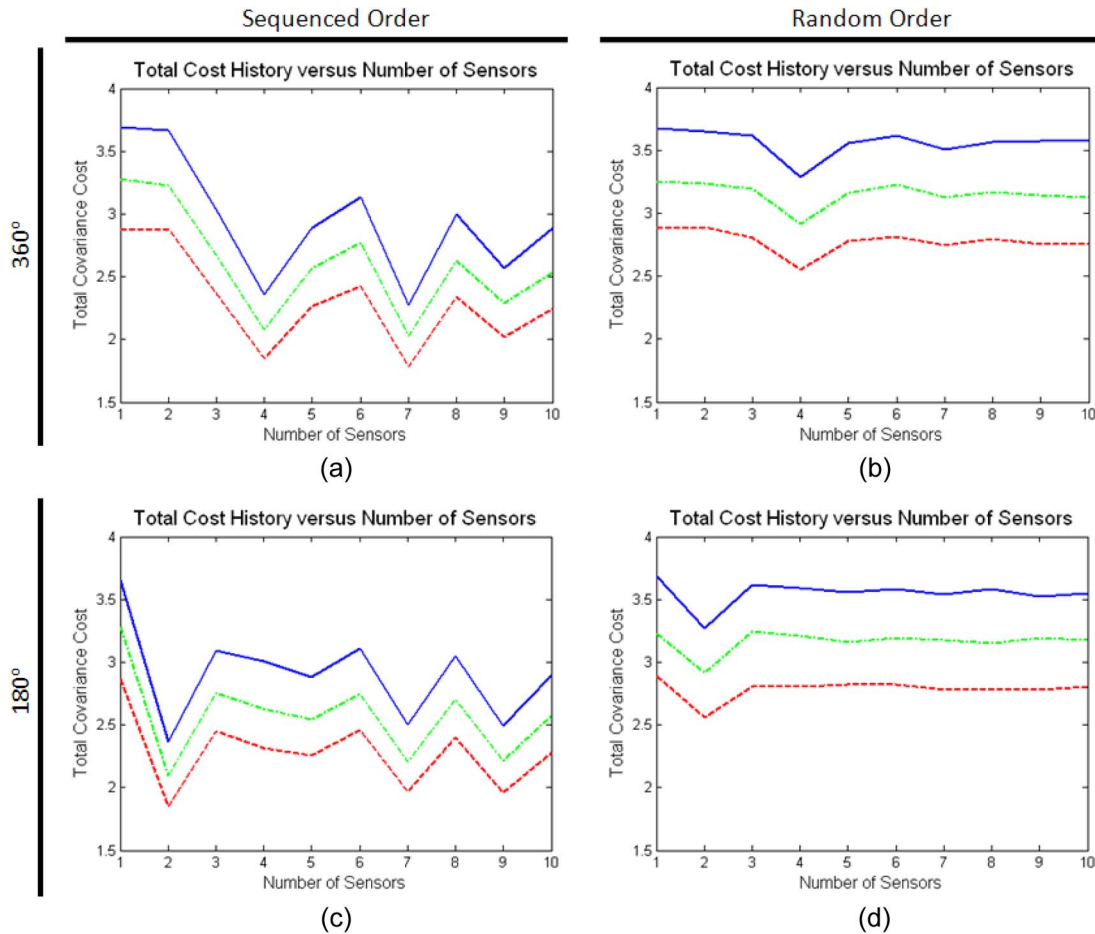 Sequenced Order
Random Order
360°
Total Cost History versus Number of Sensors
Total Covariance Cost
4
3.5
3
2.5
2
1.5
1 2 3 4 5 6 7 8 9 10
Number of Sensors
(a)
Total Cost History versus Number of Sensors
Total Covariance Cost
4
3.5
3
2.5
2
1.5
1 2 3 4 5 6 7 8 9 10
Number of Sensors
(b)
180°
Total Cost History versus Number of Sensors
Total Covariance Cost
4
3.5
3
2.5
2
1.5
1 2 3 4 5 6 7 8 9 10
Number of Sensors
(c)
Total Cost History versus Number of Sensors
Total Covariance Cost
4
3.5
3
2.5
2
1.5
1 2 3 4 5 6 7 8 9 10
Number of Sensors
(d)